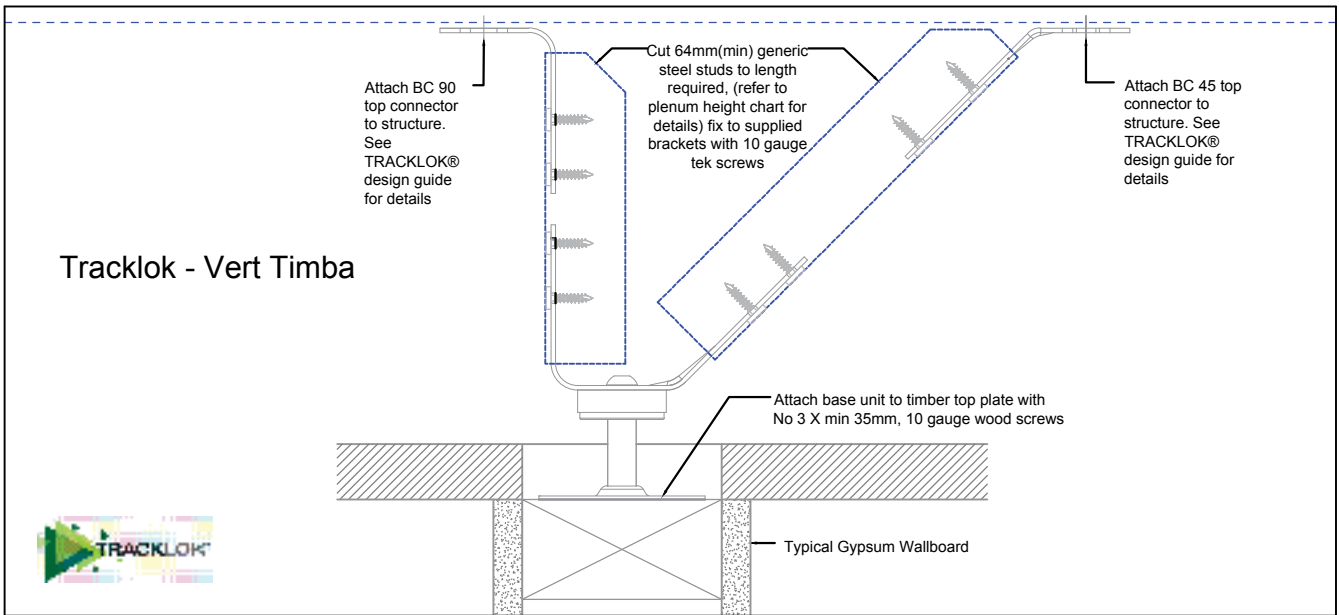 Attach BC 90
top connector
to structure.
See
TRACKLOK®
design guide
for details
Cut 64mm(min) generic
steel studs to length
required, (refer to
plenum height chart for
details) fix to supplied
brackets with 10 gauge
tek screws
Attach BC 45 top
connector to
structure. See
TRACKLOK®
design guide for
details
Tracklok - Vert Timba
Attach base unit to timber top plate with
No 3 X min 35mm, 10 gauge wood screws
Typical Gypsum Wallboard
TRACKLOK™